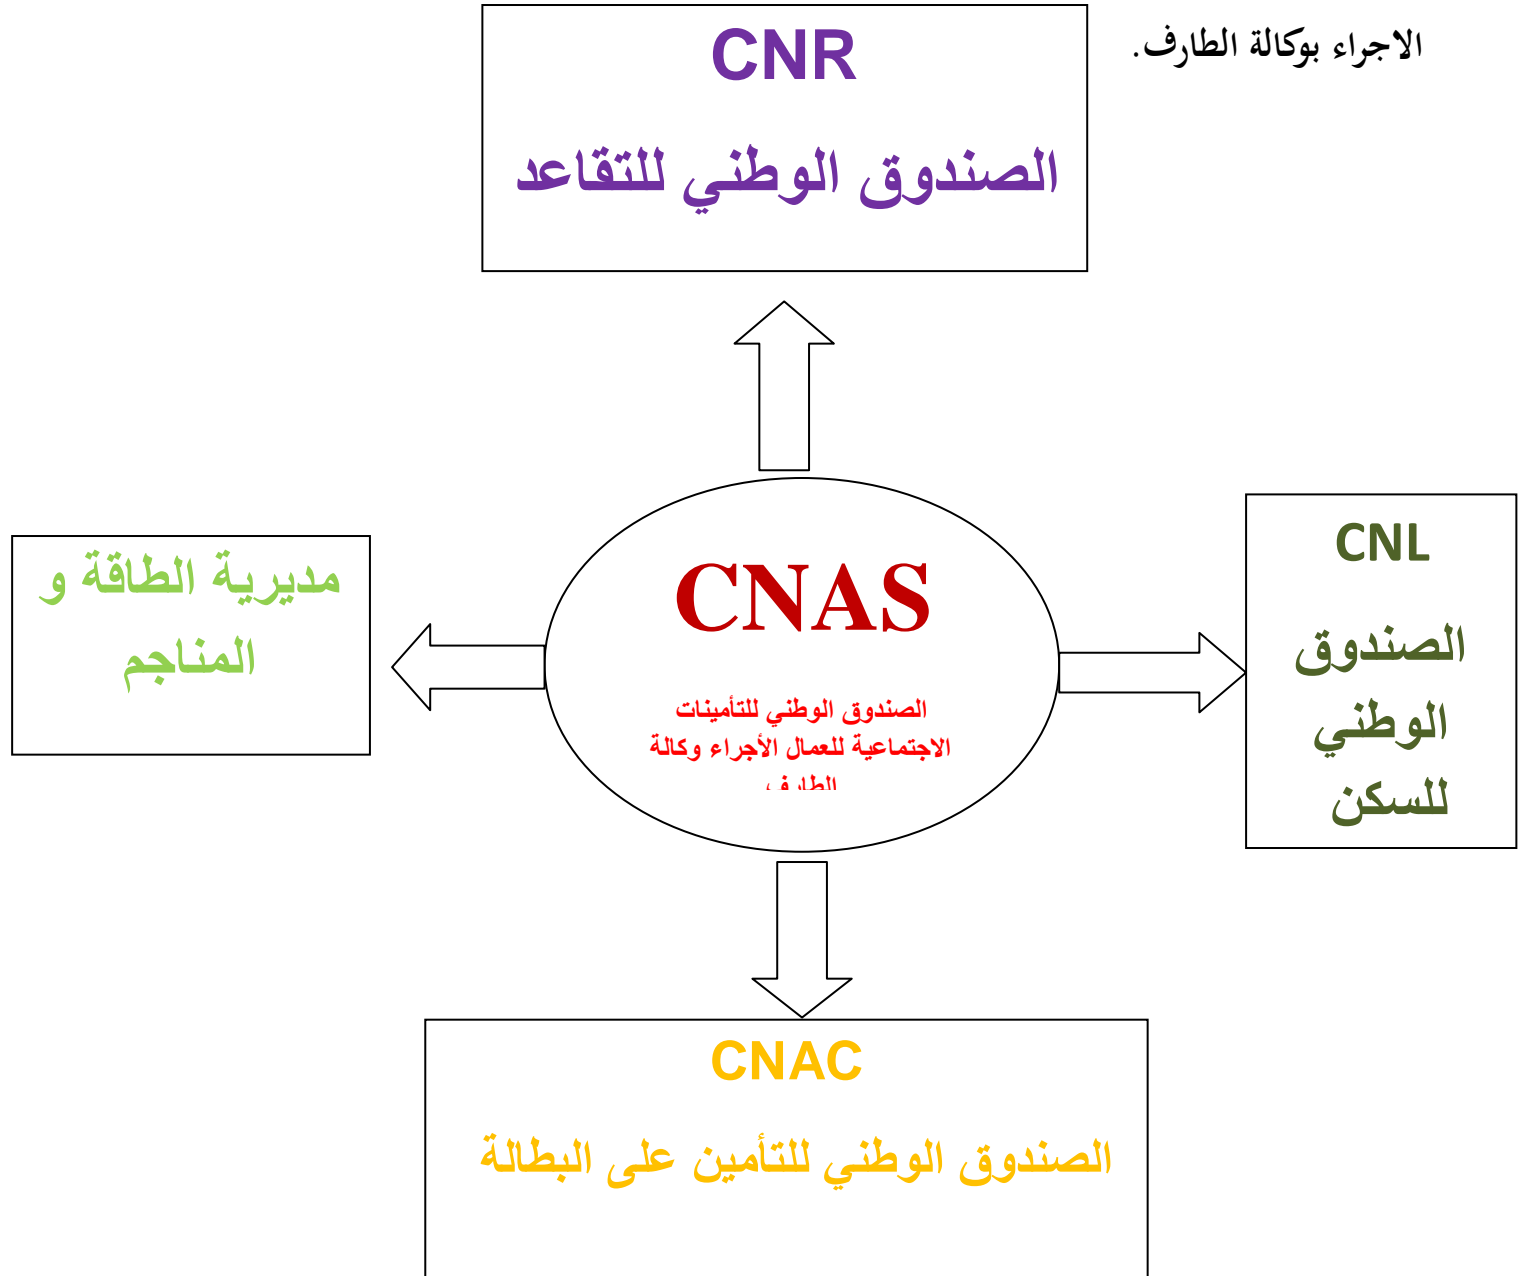 الاجراء بوكالة الطارف.
CNR
الصندوق الوطني للتقاعد
CNL
الصندوق
الوطني
للسكن
CNAS
الصندوق الوطني للتأمينات
الاجتماعية للعمال الأجراء وكالة
الطارف
مديرية الطاقة و
المناجم
CNAC
الصندوق الوطني للتأمين على البطالة